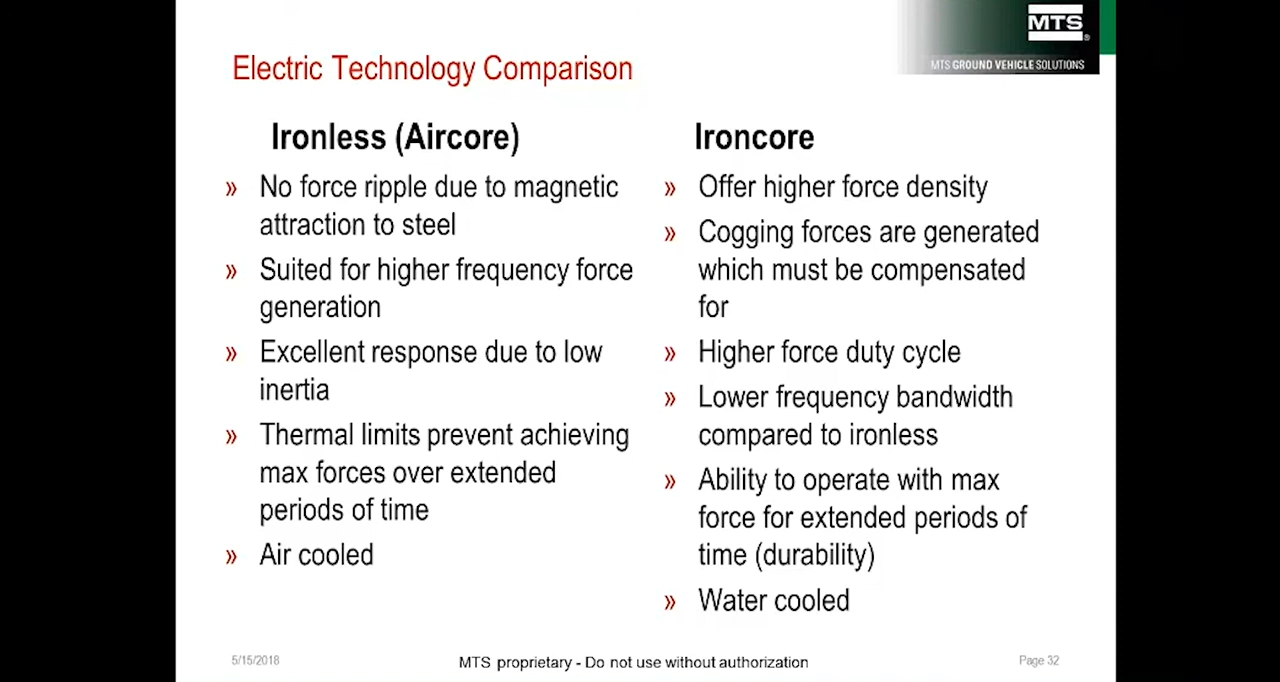 MTS
MTS GROUND VEHICLE SOLUTIONS
Electric Technology Comparison
Ironless (Aircore)
» No force ripple due to magnetic
attraction to steel
» Suited for higher frequency force
generation
» Excellent response due to low
inertia
» Thermal limits prevent achieving
max forces over extended
periods of time
» Air cooled
Ironcore
» Offer higher force density
» Cogging forces are generated
which must be compensated
for
» Higher force duty cycle
» Lower frequency bandwidth
compared to ironless
» Ability to operate with max
force for extended periods of
time (durability)
» Water cooled
5/15/2018
MTS proprietary - Do not use without authorization
Page 32